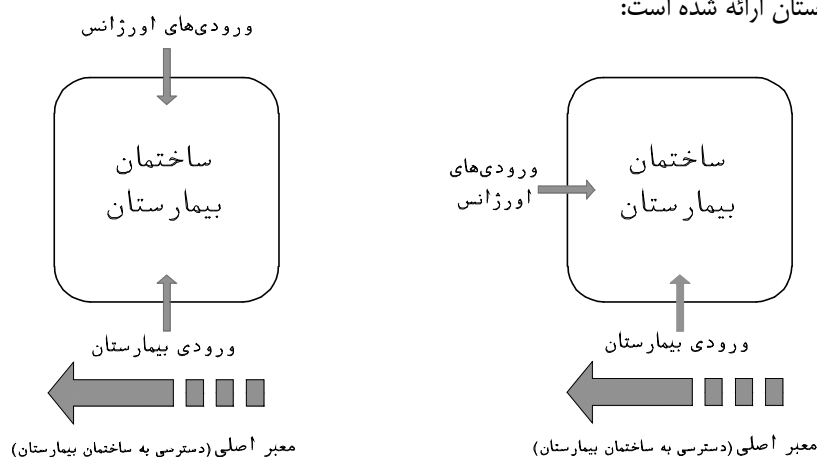 ستان ارائه شده است:
ورودی‌های
اورژانس
ساختمان
بیمارستان
ورودی بیمارستان
معبر اصلی (دسترسی به ساختمان بیمارستان)
ورودی‌های اورژانس
ساختمان
بیمارستان
ورودی بیمارستان
معبر اصلی (دسترسی به ساختمان بیمارستان)